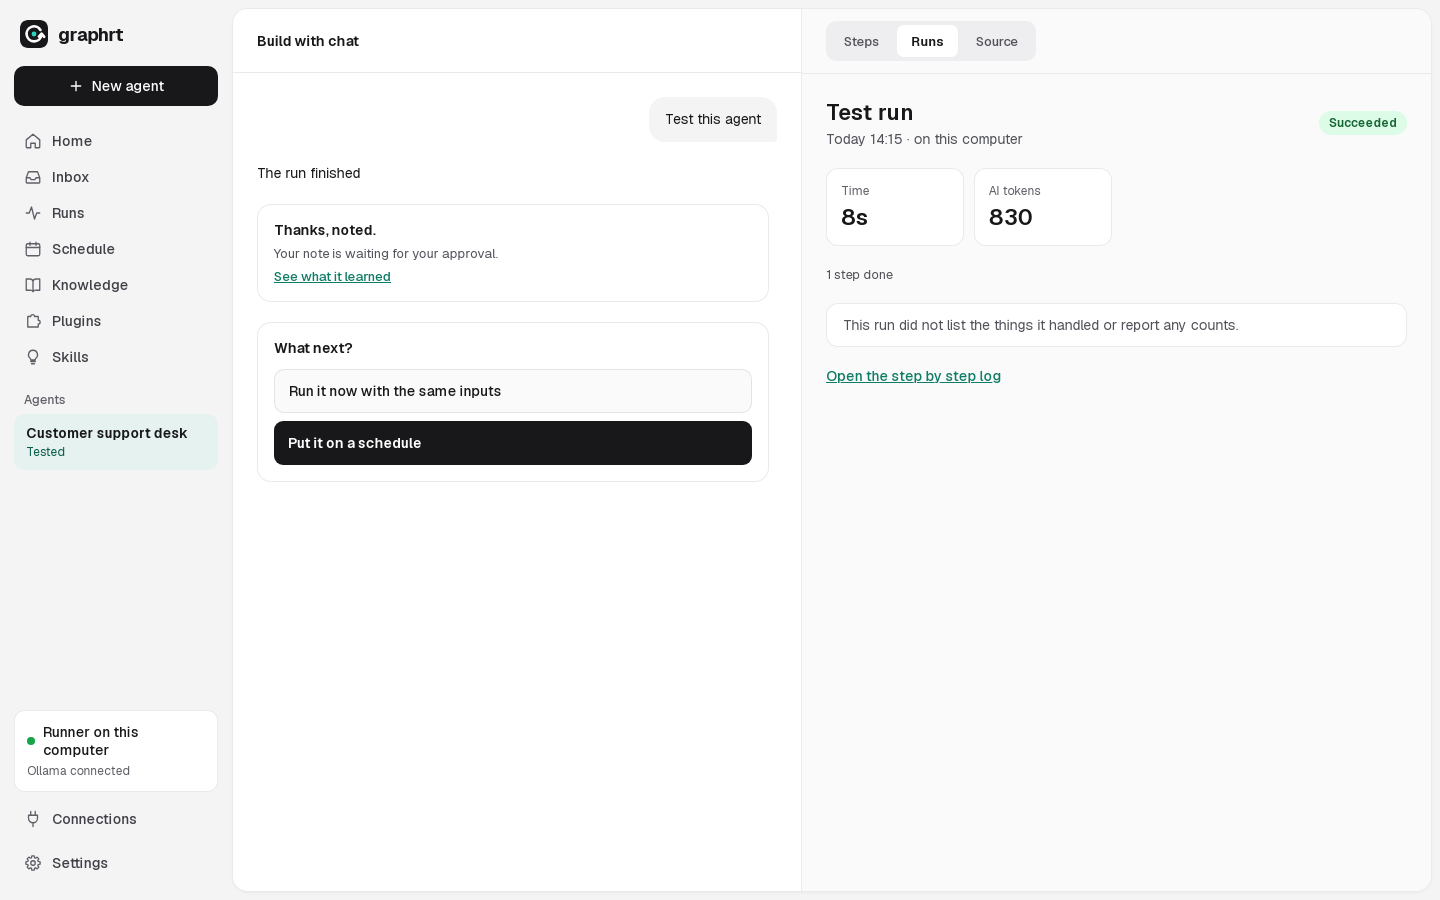 graphrt
New agent
Home
Inbox
Runs
Schedule
Knowledge
Plugins
Skills
Agents
Customer support desk
Tested
Runner on this
computer
Ollama connected
Connections
Settings
Build with chat
Test this agent
The run finished
Thanks, noted.
Your note is waiting for your approval.
See what it learned
What next?
Run it now with the same inputs
Put it on a schedule
Steps
Runs
Source
Test run
Today 14:15 · on this computer
Succeeded
Time
8s
AI tokens
830
1 step done
This run did not list the things it handled or report any counts.
Open the step by step log